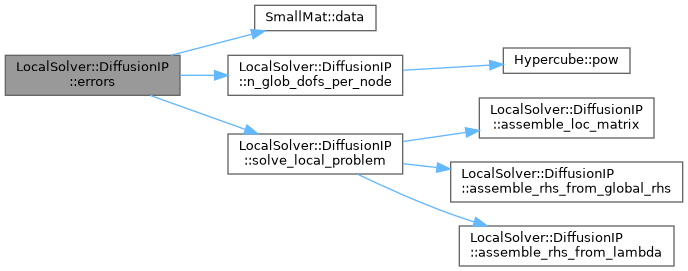 LocalSolver::DiffusionIP
::errors
SmallMat::data
LocalSolver::DiffusionIP
::n_glob_dofs_per_node
Hypercube::pow
LocalSolver::DiffusionIP
::solve_local_problem
LocalSolver::DiffusionIP
::assemble_loc_matrix
LocalSolver::DiffusionIP
::assemble_rhs_from_global_rhs
LocalSolver::DiffusionIP
::assemble_rhs_from_lambda